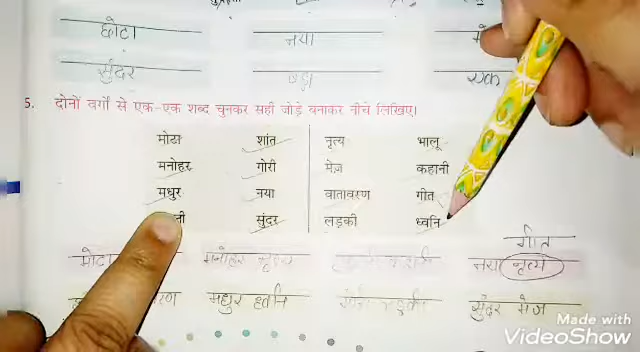 छोटा नया
सुंदर बड़ा एक
5. दोनों वर्गों से एक-एक शब्द चुनकर सही जोड़े बनाकर नीचे लिखिए।
मोटा शांत नृत्य भालू
मनोहर गोरी मेज़ कहानी
मधुर नया वातावरण गीत
सुंदर लड़की ध्वनि
गीत
मोटा मनोहर नृत्य नया नृत्य
मधुर ध्वनि सुंदर मेज
Made with
VideoShow